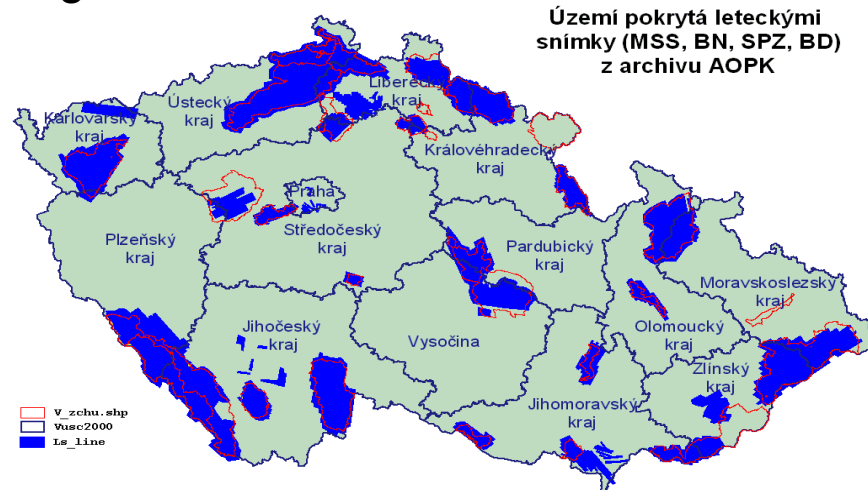 Území pokrytá leteckými
snímky (MSS, BN, SPZ, BD)
z archivu AOPK
Liberecký
kraj
Ústecký
kraj
Karlovarský
kraj
Královéhradecký
kraj
Praha
Středočeský
kraj
Plzeňský
kraj
Pardubický
kraj
Moravskoslezský
kraj
Olomoucký
kraj
Jihočeský
kraj
Vysočina
Zlínský
kraj
Jihomoravský
kraj
V_zchu.shp
Vusc2000
Ls_line